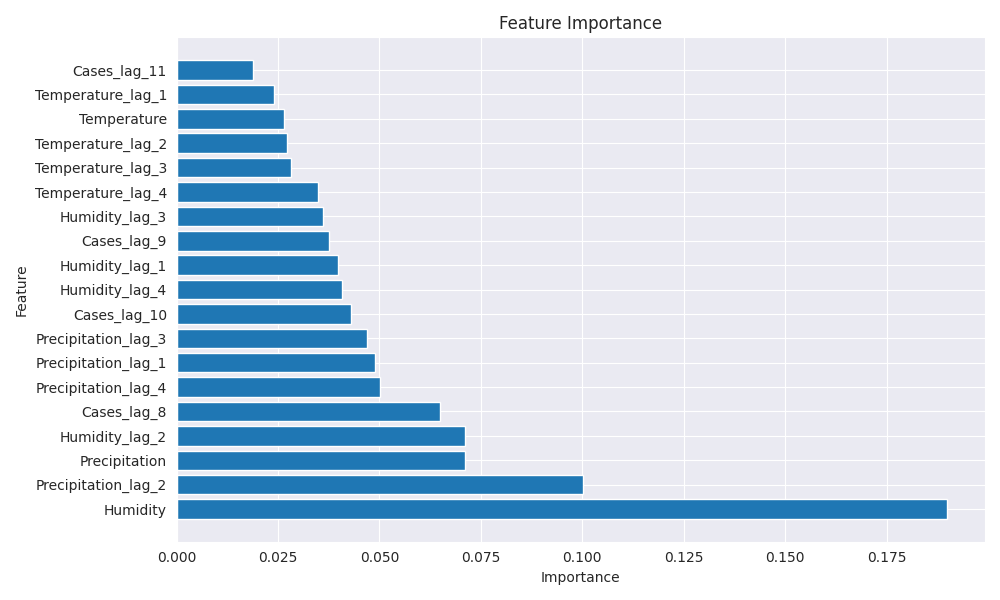 Feature Importance
Cases_lag_11
Temperature_lag_1
Temperature
Temperature_lag_2
Temperature_lag_3
Temperature_lag_4
Humidity_lag_3
Cases_lag_9
Humidity_lag_1
Humidity_lag_4
Cases_lag_10
Precipitation_lag_3
Precipitation_lag_1
Precipitation_lag_4
Cases_lag_8
Humidity_lag_2
Precipitation
Precipitation_lag_2
Humidity
Feature
0.000 0.025 0.050 0.075 0.100 0.125 0.150 0.175
Importance